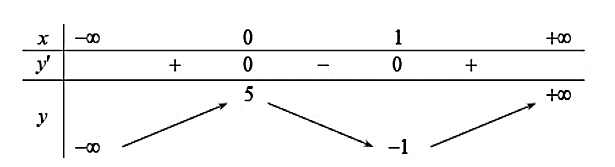 x −∞ 0 1 +∞
y' + 0 − 0 +
5 +∞
y
−∞ −1